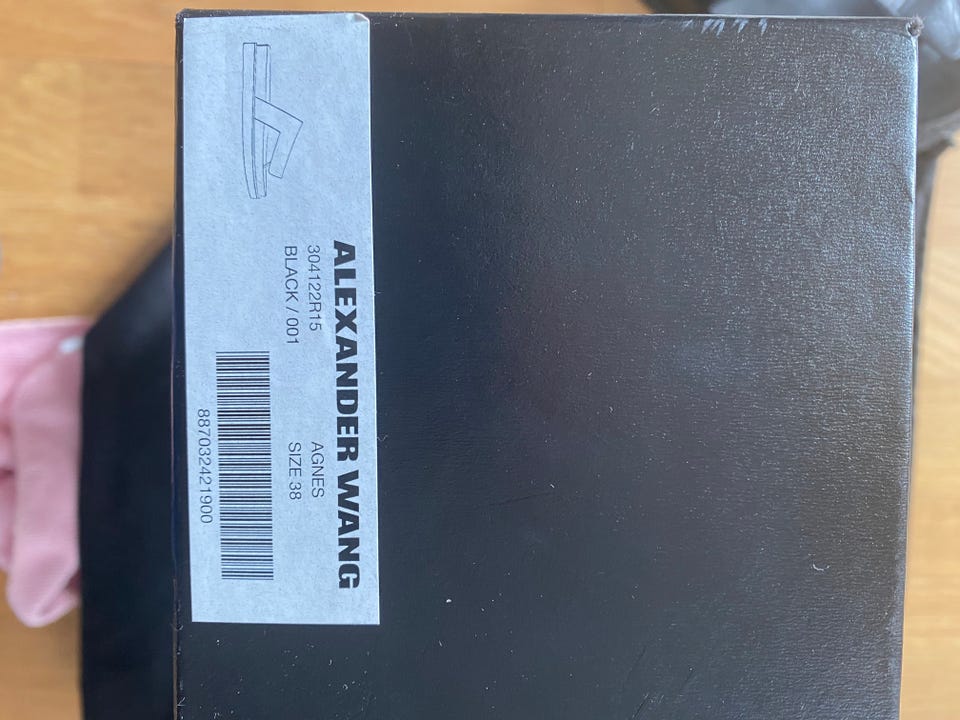 ALEXANDER WANG
304122R15 AGNES
BLACK / 001 SIZE 38
887032421900